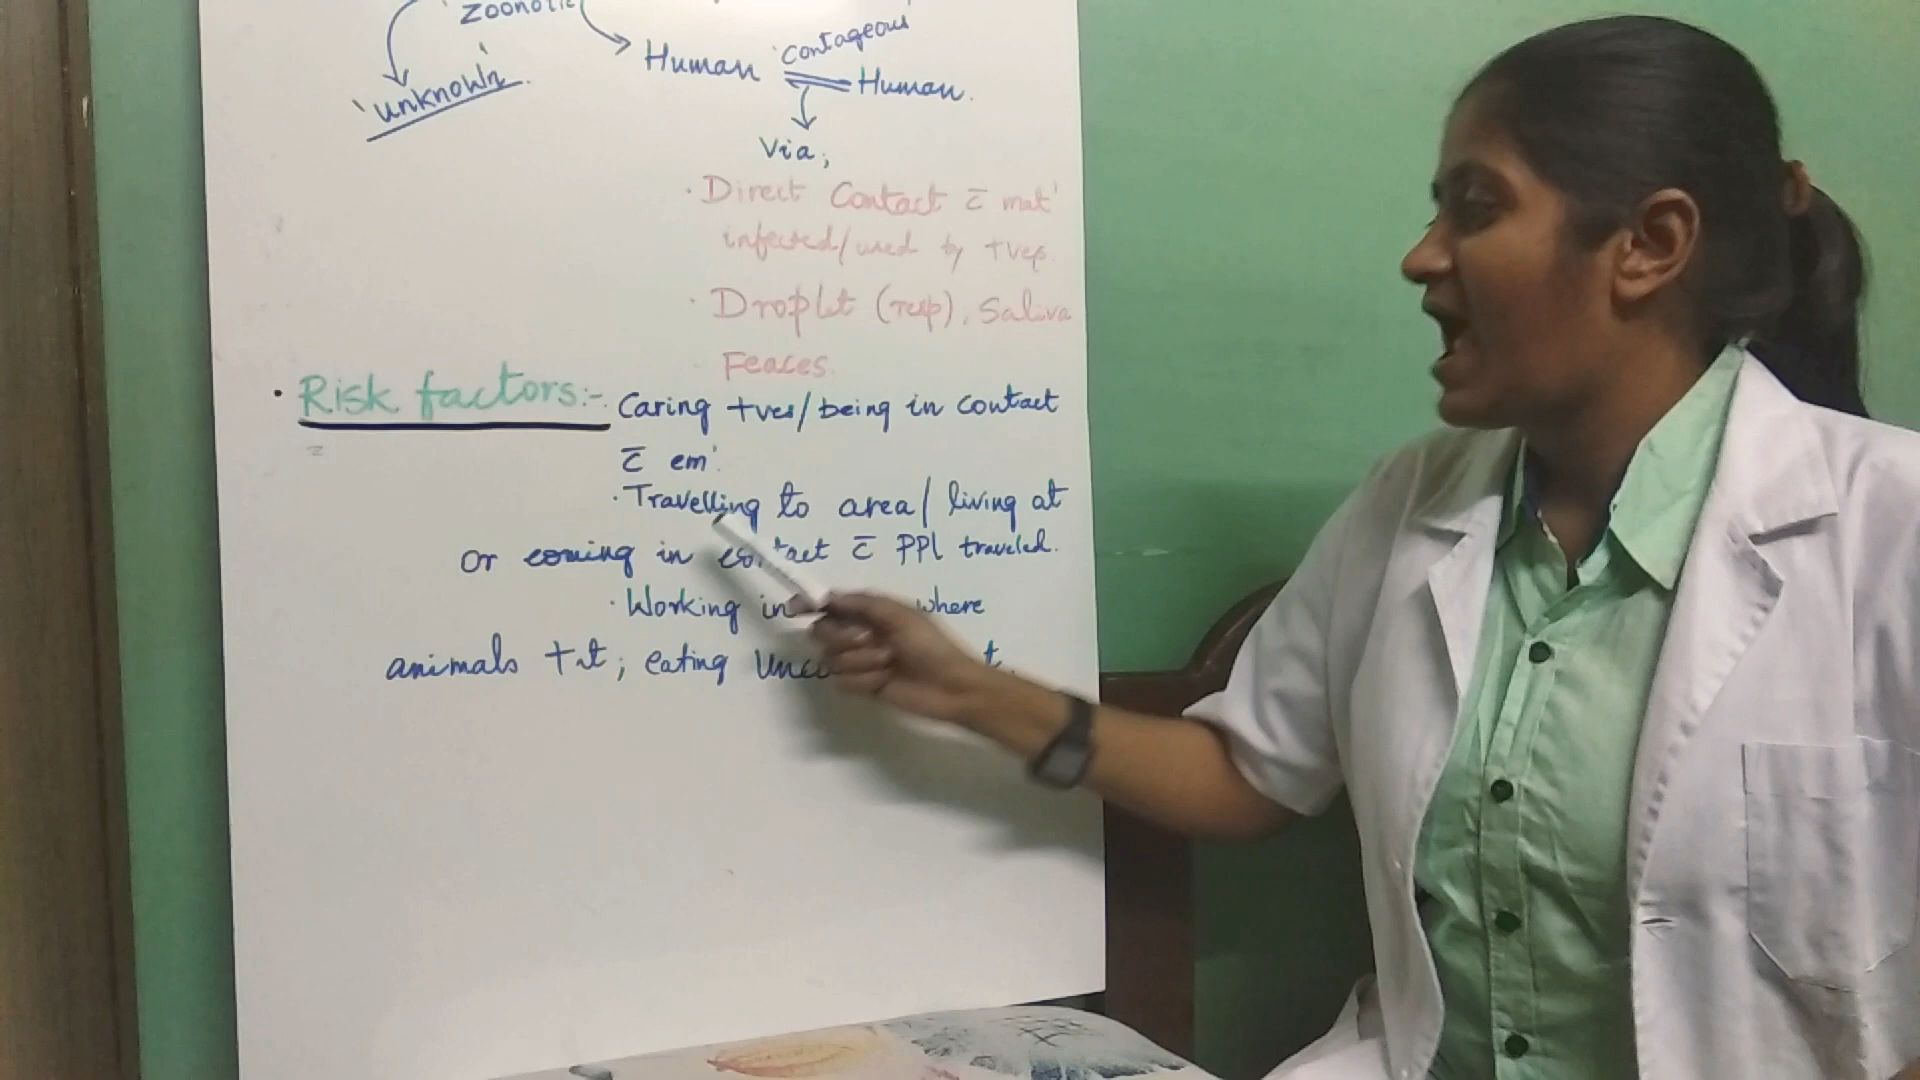 zoonotic
'unknown'.
Human 'contageous' Human.
Via;
· Direct Contact c̅ mat'
infected/used by +ves.
· Droplet (resp), Saliva
Feaces.
· Risk factors:- Caring +ves/being in contact
c̅ em'.
· Travelling to area/ living at
or coming in contact c̅ PPl traveled.
· Working in where
animals +nt; eating